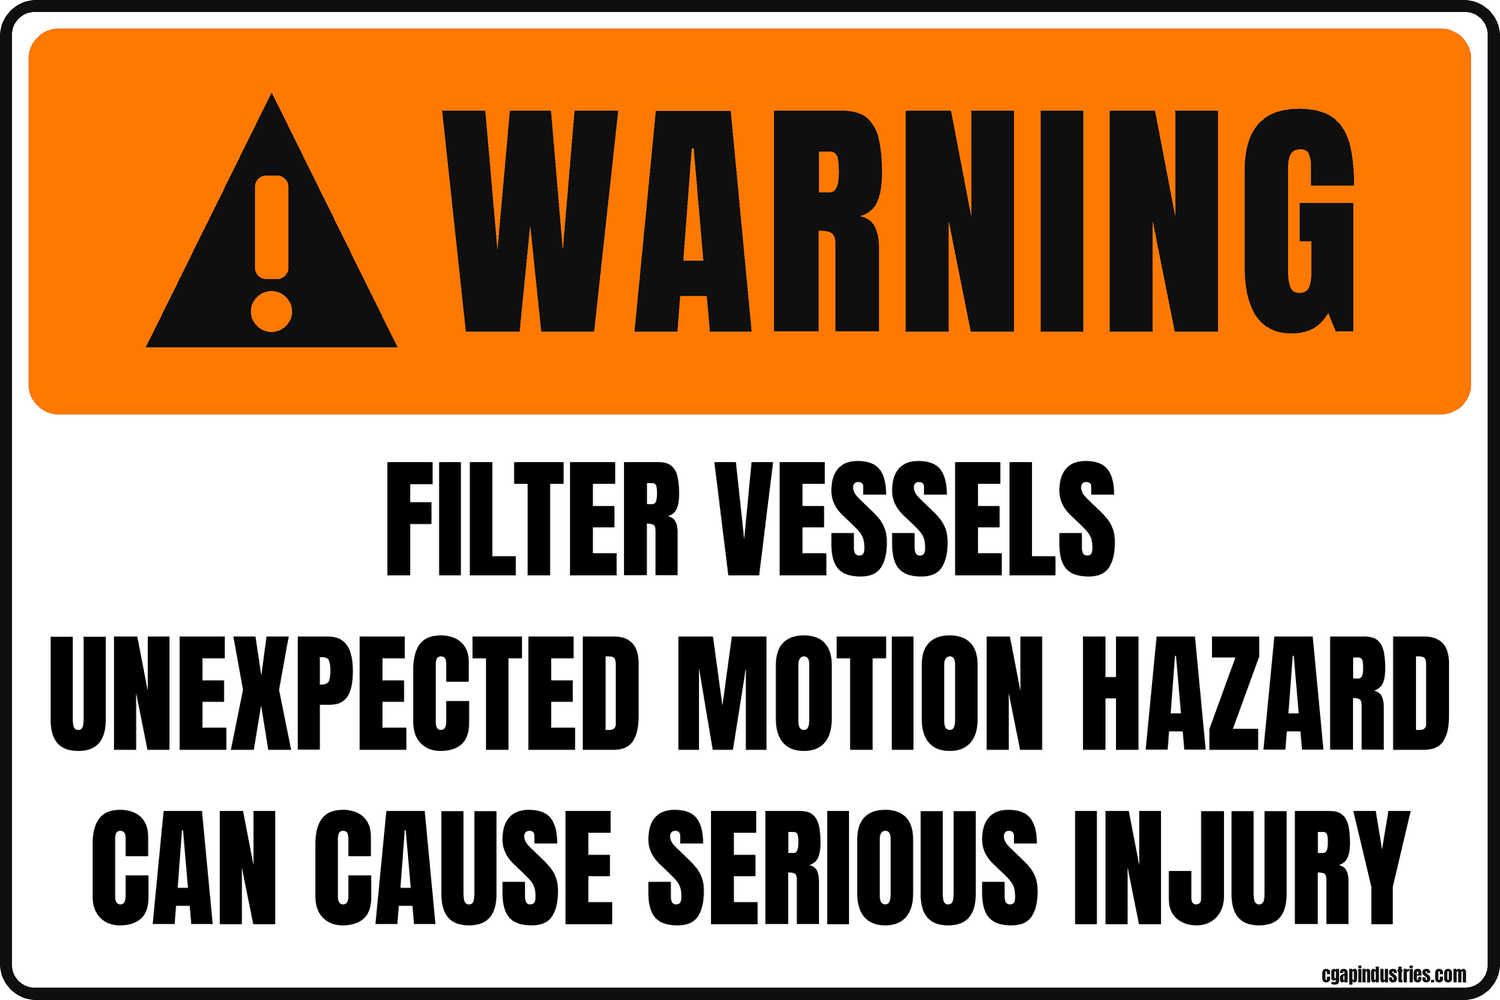 WARNING
FILTER VESSELS
UNEXPECTED MOTION HAZARD
CAN CAUSE SERIOUS INJURY
cgapindustries.com